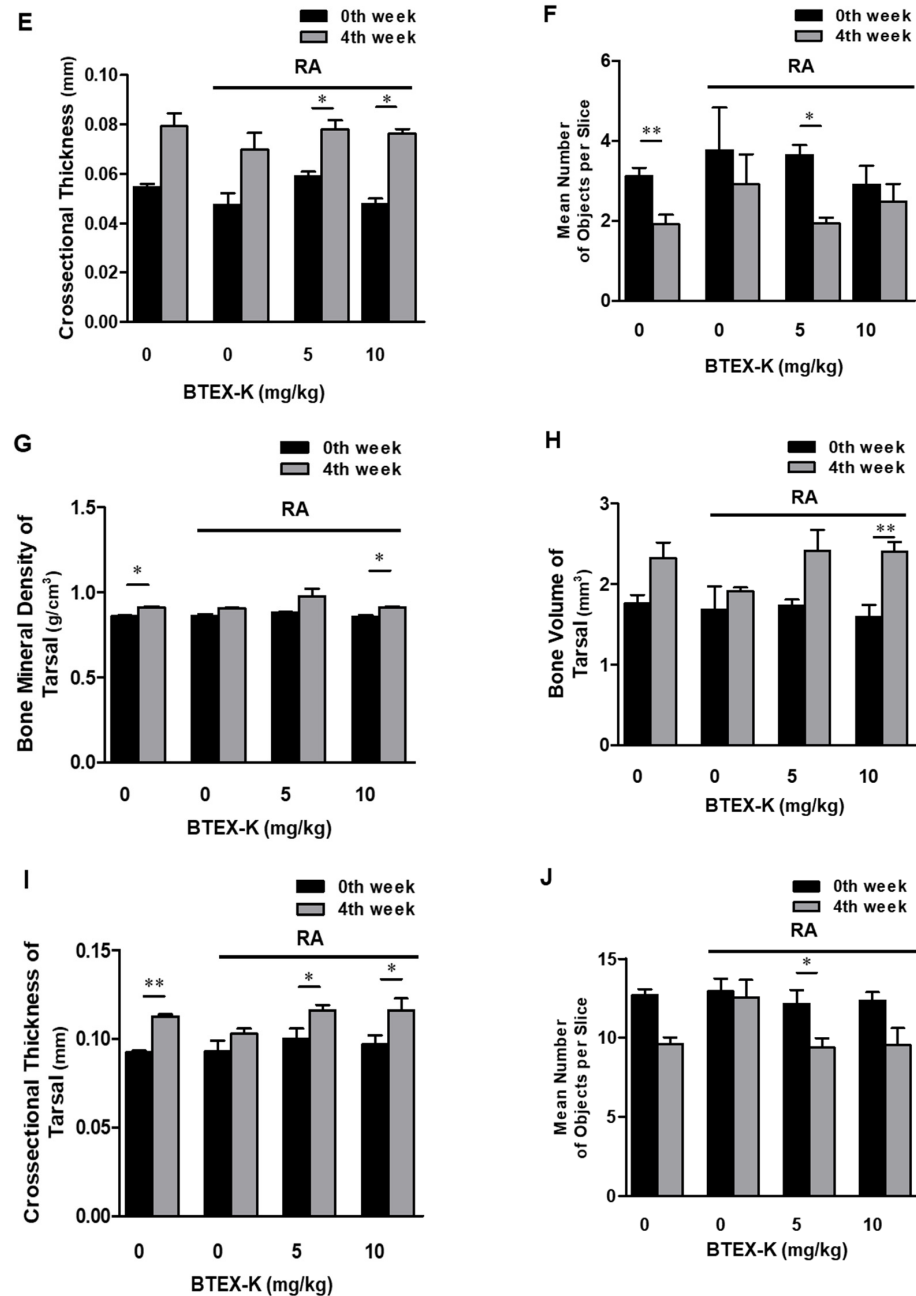 E
0th week
4th week
RA
Crossectional Thickness (mm)
0.10
0.08
0.06
0.04
0.02
0.00
* *
0 0 5 10
BTEX-K (mg/kg)
F
0th week
4th week
RA
Mean Number
of Objects per Slice
6
4
2
0
** *
0 0 5 10
BTEX-K (mg/kg)
G
0th week
4th week
RA
Bone Mineral Density of
Tarsal (g/cm³)
1.5
1.0
0.5
0.0
* *
0 0 5 10
BTEX-K (mg/kg)
H
0th week
4th week
RA
Bone Volume of
Tarsal (mm³)
3
2
1
0
**
0 0 5 10
BTEX-K (mg/kg)
I
0th week
4th week
RA
Crossectional Thickness of
Tarsal (mm)
0.15
0.10
0.05
0.00
** * *
0 0 5 10
BTEX-K (mg/kg)
J
0th week
4th week
RA
Mean Number
of Objects per Slice
15
10
5
0
*
0 0 5 10
BTEX-K (mg/kg)